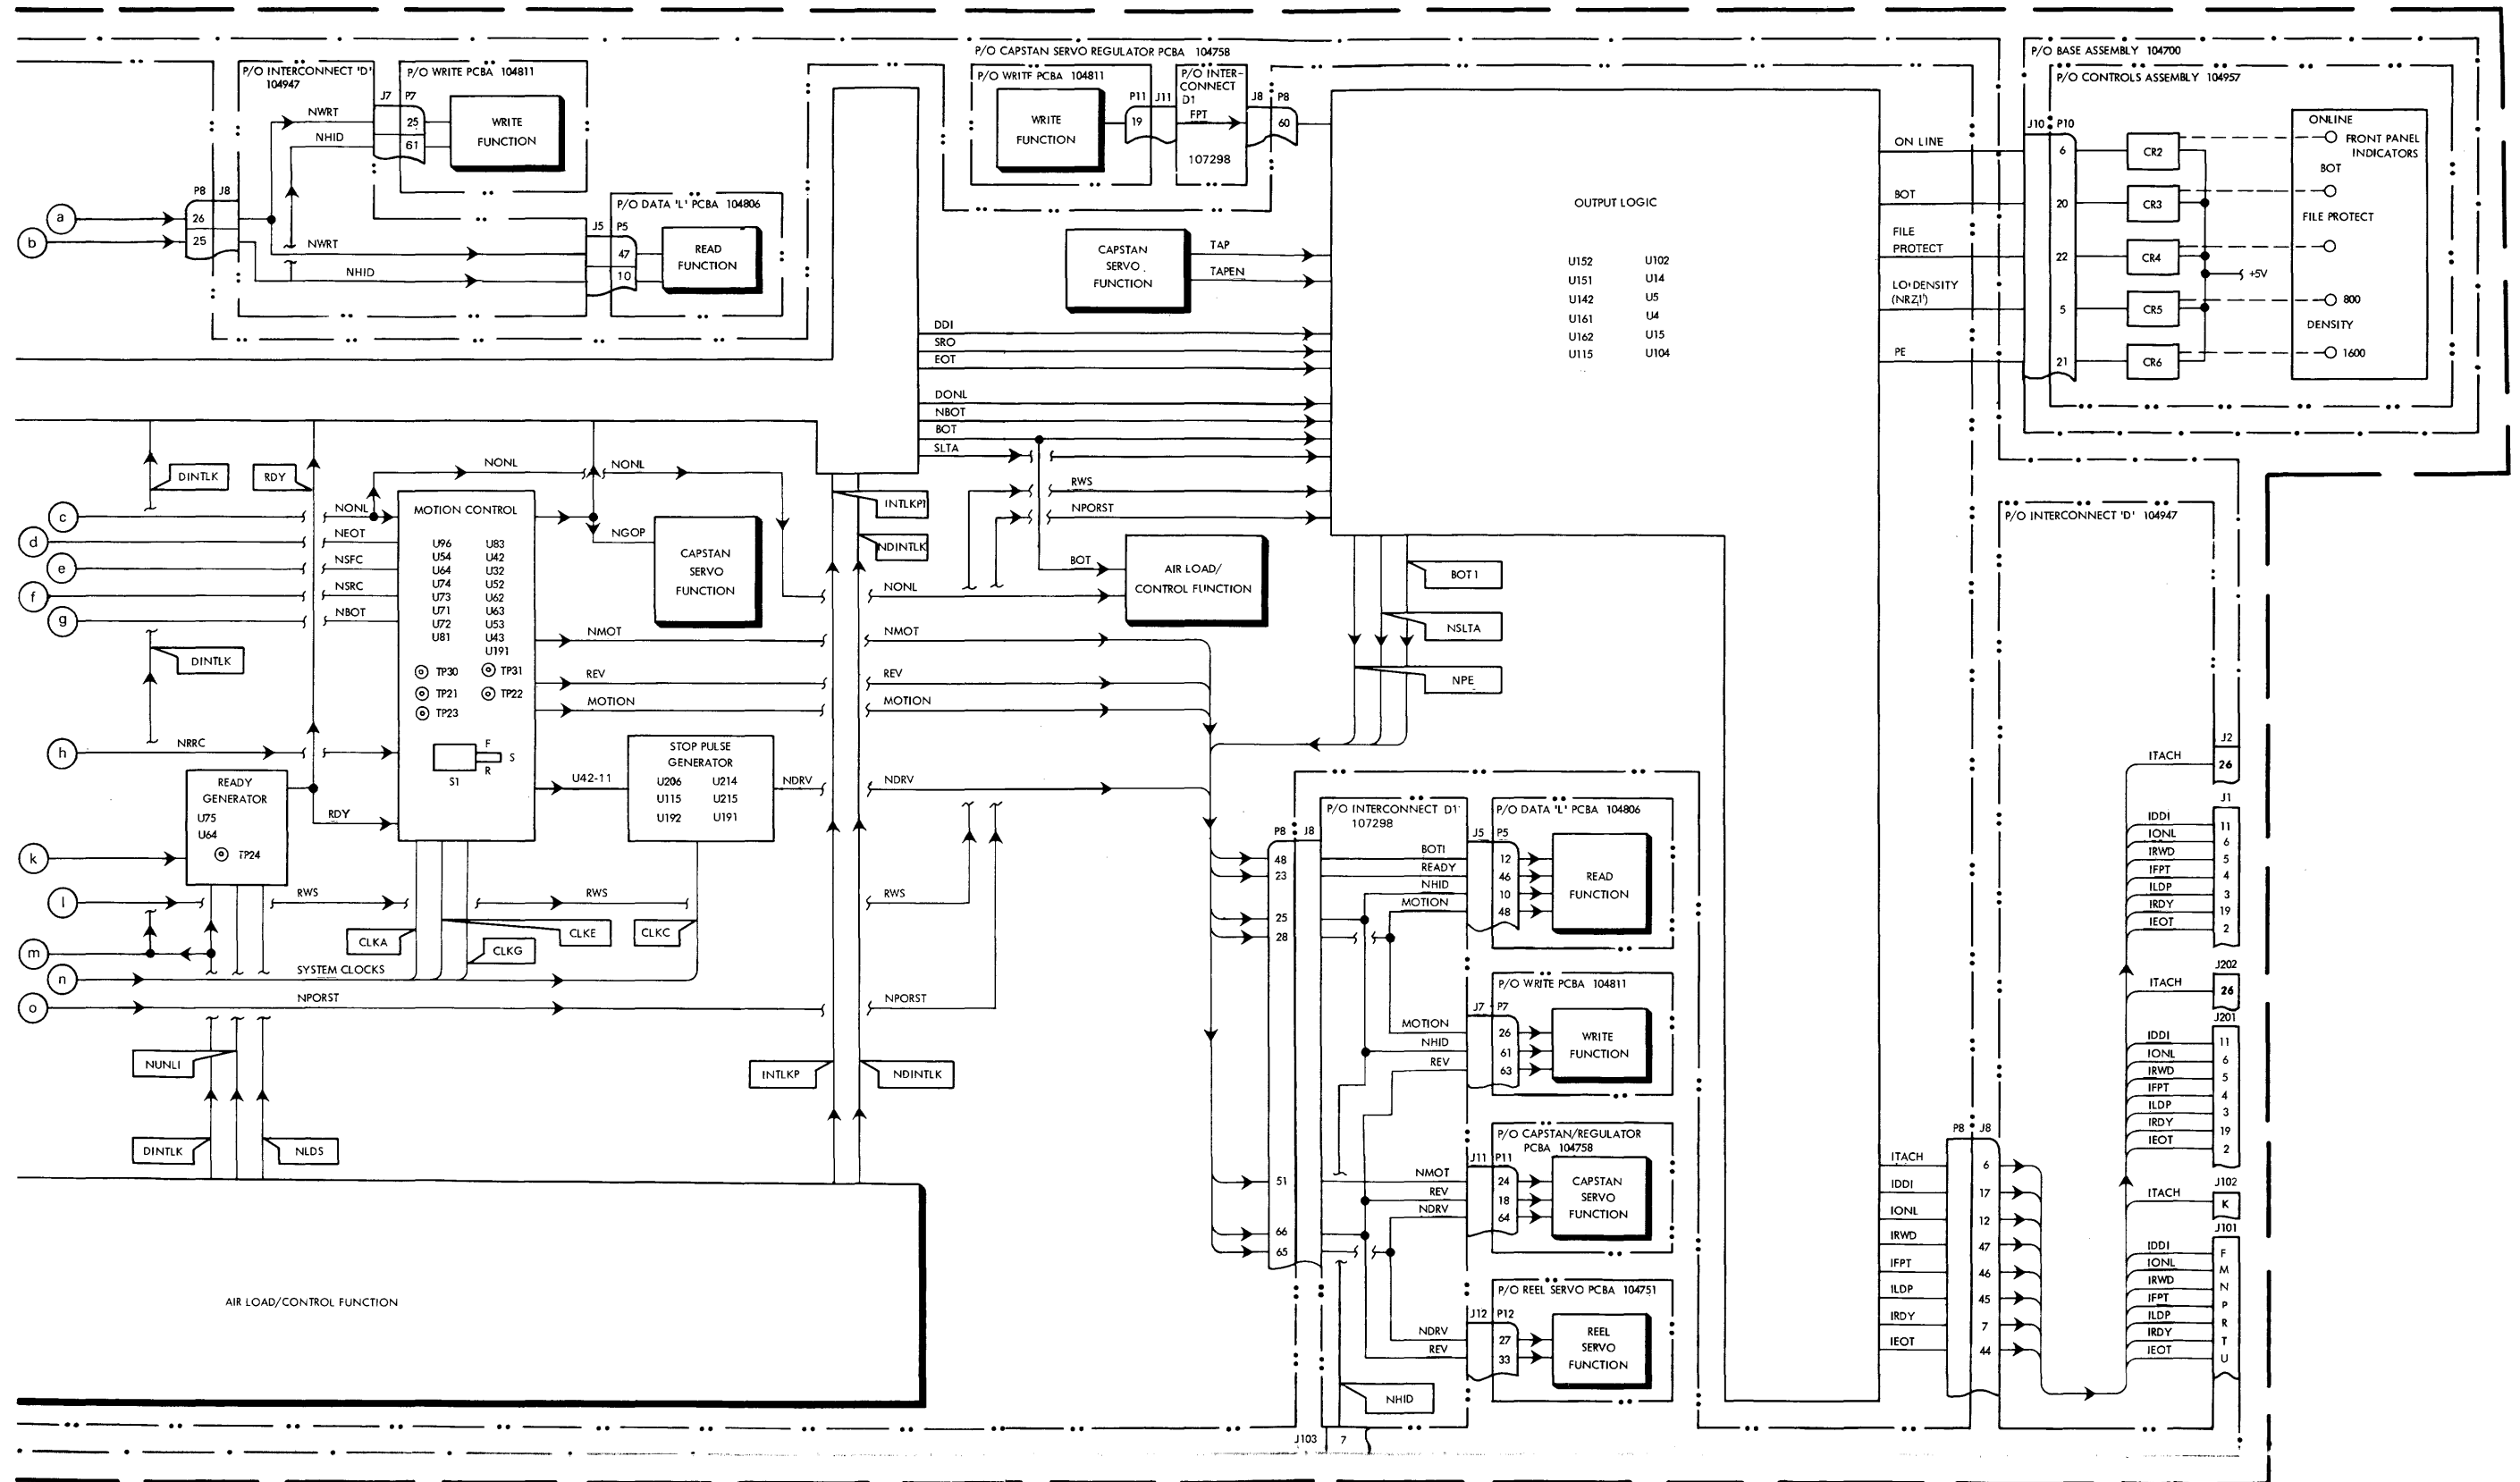 P/O CAPSTAN SERVO REGULATOR PCBA 104758
P/O INTERCONNECT 'D'
104947
P/O WRITE PCBA 104811
J7 P7
NWRT
25
NHID
61
WRITE
FUNCTION
P8 J8
a
26
b
25
P/O DATA 'L' PCBA 104806
J5 P5
NWRT
47
NHID
10
READ
FUNCTION
P/O WRITF PCBA 104811
WRITE
FUNCTION
P11 J11
19
P/O INTER-
CONNECT
D1
FPT
107298
J8 P8
60
CAPSTAN
SERVO
FUNCTION
TAP
TAPEN
DDI
SRO
EOT
DONL
NBOT
BOT
SLTA
RWS
NPORST
OUTPUT LOGIC
U152 U102
U151 U14
U142 U5
U161 U4
U162 U15
U115 U104
ON LINE
BOT
FILE
PROTECT
LO DENSITY
(NRZ1)
PE
P/O BASE ASSEMBLY 104700
P/O CONTROLS ASSEMBLY 104957
J10 P10
6
20
22
5
21
CR2
CR3
CR4
CR5
CR6
+5V
ONLINE
FRONT PANEL
INDICATORS
BOT
FILE PROTECT
800
DENSITY
1600
DINTLK
RDY
NONL
NONL
c
NONL
d
NEOT
e
NSFC
f
NSRC
g
NBOT
DINTLK
h
NRRC
MOTION CONTROL
U96 U83
U54 U42
U64 U32
U74 U52
U73 U62
U71 U63
U72 U53
U81 U43
U191
TP30 TP31
TP21 TP22
TP23
F
S
R
S1
NGOP
CAPSTAN
SERVO
FUNCTION
INTLKP1
NDINTLK
NONL
BOT
AIR LOAD/
CONTROL FUNCTION
NMOT
NMOT
REV
REV
MOTION
MOTION
BOT1
NSLTA
NPE
READY
GENERATOR
U75
U64
TP24
RDY
U42-11
STOP PULSE
GENERATOR
U206 U214
U115 U215
U192 U191
NDRV
NDRV
k
l
RWS
RWS
RWS
CLKA
CLKE
CLKG
CLKC
m
n
SYSTEM CLOCKS
o
NPORST
NPORST
NUNLI
DINTLK
NLDS
INTLKP
NDINTLK
AIR LOAD/CONTROL FUNCTION
P8 J8
48
23
25
28
51
66
65
P/O INTERCONNECT D1
107298
BOT1
READY
NHID
MOTION
J5 P5
12
46
10
48
P/O DATA 'L' PCBA 104806
READ
FUNCTION
P/O WRITE PCBA 104811
J7 P7
MOTION
26
NHID
61
REV
63
WRITE
FUNCTION
P/O CAPSTAN/REGULATOR
PCBA 104758
J11 P11
NMOT
24
REV
18
NDRV
64
CAPSTAN
SERVO
FUNCTION
P/O REEL SERVO PCBA 104751
J12 P12
NDRV
27
REV
33
REEL
SERVO
FUNCTION
NHID
J103 7
P8 J8
ITACH
6
IDDI
17
IONL
12
IRWD
47
IFPT
46
ILDP
45
IRDY
7
IEOT
44
P/O INTERCONNECT 'D' 104947
J2
ITACH
26
J1
IDDI
11
IONL
6
IRWD
5
IFPT
4
ILDP
3
IRDY
19
IEOT
2
J202
ITACH
26
J201
IDDI
11
IONL
6
IRWD
5
IFPT
4
ILDP
3
IRDY
19
IEOT
2
J102
ITACH
K
J101
IDDI
F
IONL
M
IRWD
N
IFPT
P
ILDP
R
IRDY
T
IEOT
U